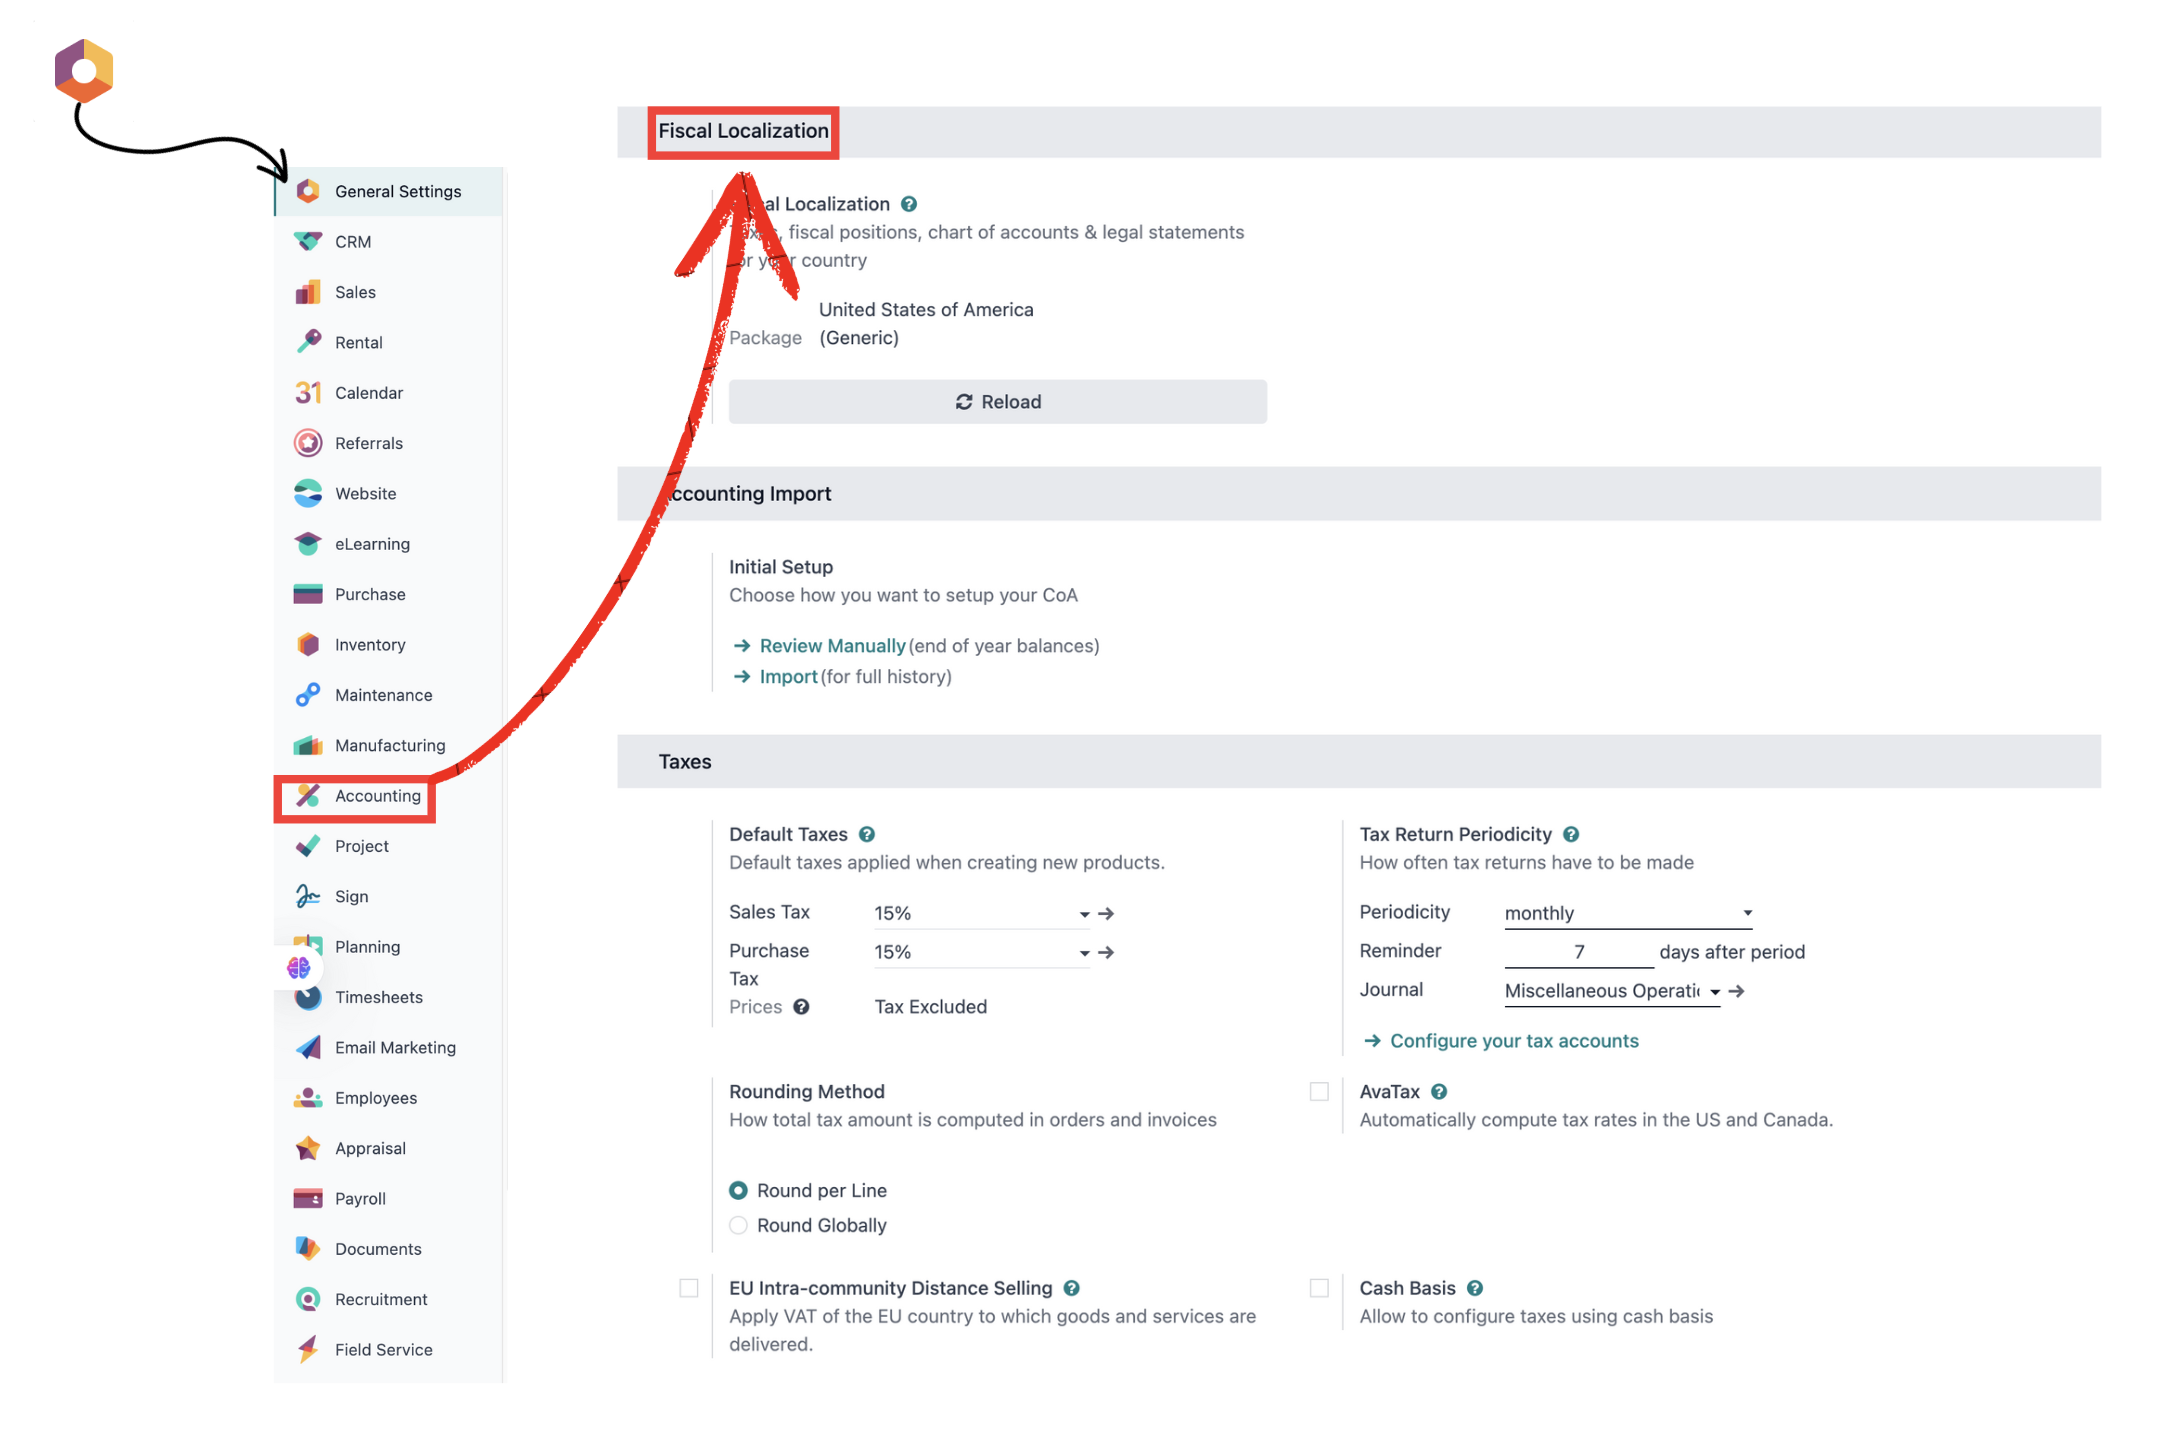 General Settings
CRM
Sales
Rental
31 Calendar
Referrals
Website
eLearning
Purchase
Inventory
Maintenance
Manufacturing
Accounting
Project
Sign
Planning
Timesheets
Email Marketing
Employees
Appraisal
Payroll
Documents
Recruitment
Field Service
Fiscal Localization
Localization ?
fiscal positions, chart of accounts & legal statements
country
United States of America
Package (Generic)
Reload
Accounting Import
Initial Setup
Choose how you want to setup your CoA
→ Review Manually (end of year balances)
→ Import (for full history)
Taxes
Default Taxes ?
Default taxes applied when creating new products.
Sales Tax 15%
Purchase Tax 15%
Prices ? Tax Excluded
Tax Return Periodicity ?
How often tax returns have to be made
Periodicity monthly
Reminder 7 days after period
Journal Miscellaneous Operati
→ Configure your tax accounts
Rounding Method
How total tax amount is computed in orders and invoices
Round per Line
Round Globally
AvaTax ?
Automatically compute tax rates in the US and Canada.
EU Intra-community Distance Selling ?
Apply VAT of the EU country to which goods and services are
delivered.
Cash Basis ?
Allow to configure taxes using cash basis